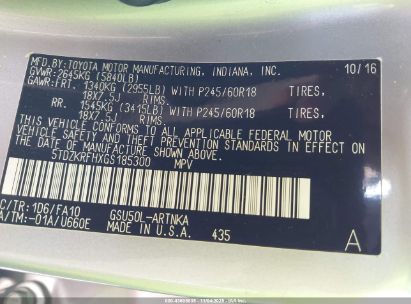 MFD.BY:TOYOTA MOTOR MANUFACTURING, INDIANA, INC. 10/16
GVWR: 2645KG (5840LB)
GAWR:FRT. 1340KG (2955LB) WITH P245/60R18 TIRES,
18X7.5J RIMS.
RR. 1545KG (3415LB) WITH P245/60R18 TIRES,
18X7.5J RIMS.
THIS VEHICLE CONFORMS TO ALL APPLICABLE FEDERAL MOTOR
VEHICLE SAFETY STANDARDS IN EFFECT ON THE
DATE OF MANUFACTURE SHOWN ABOVE.
5TDZKRFHXGS185300 MPV
C/TR:1D6/FA10 GSU50L-ARTNKA
A/TM:-01A/U660E MADE IN U.S.A. 435 A